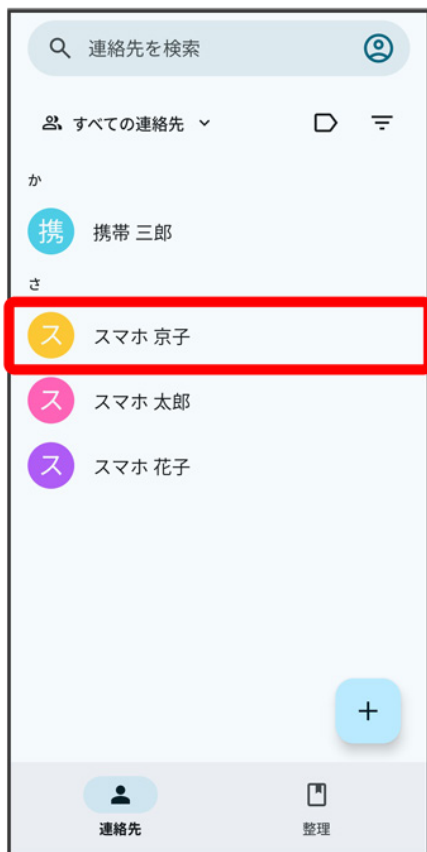 連絡先を検索
すべての連絡先
か
携 携帯 三郎
さ
ス スマホ 京子
ス スマホ 太郎
ス スマホ 花子
連絡先 整理